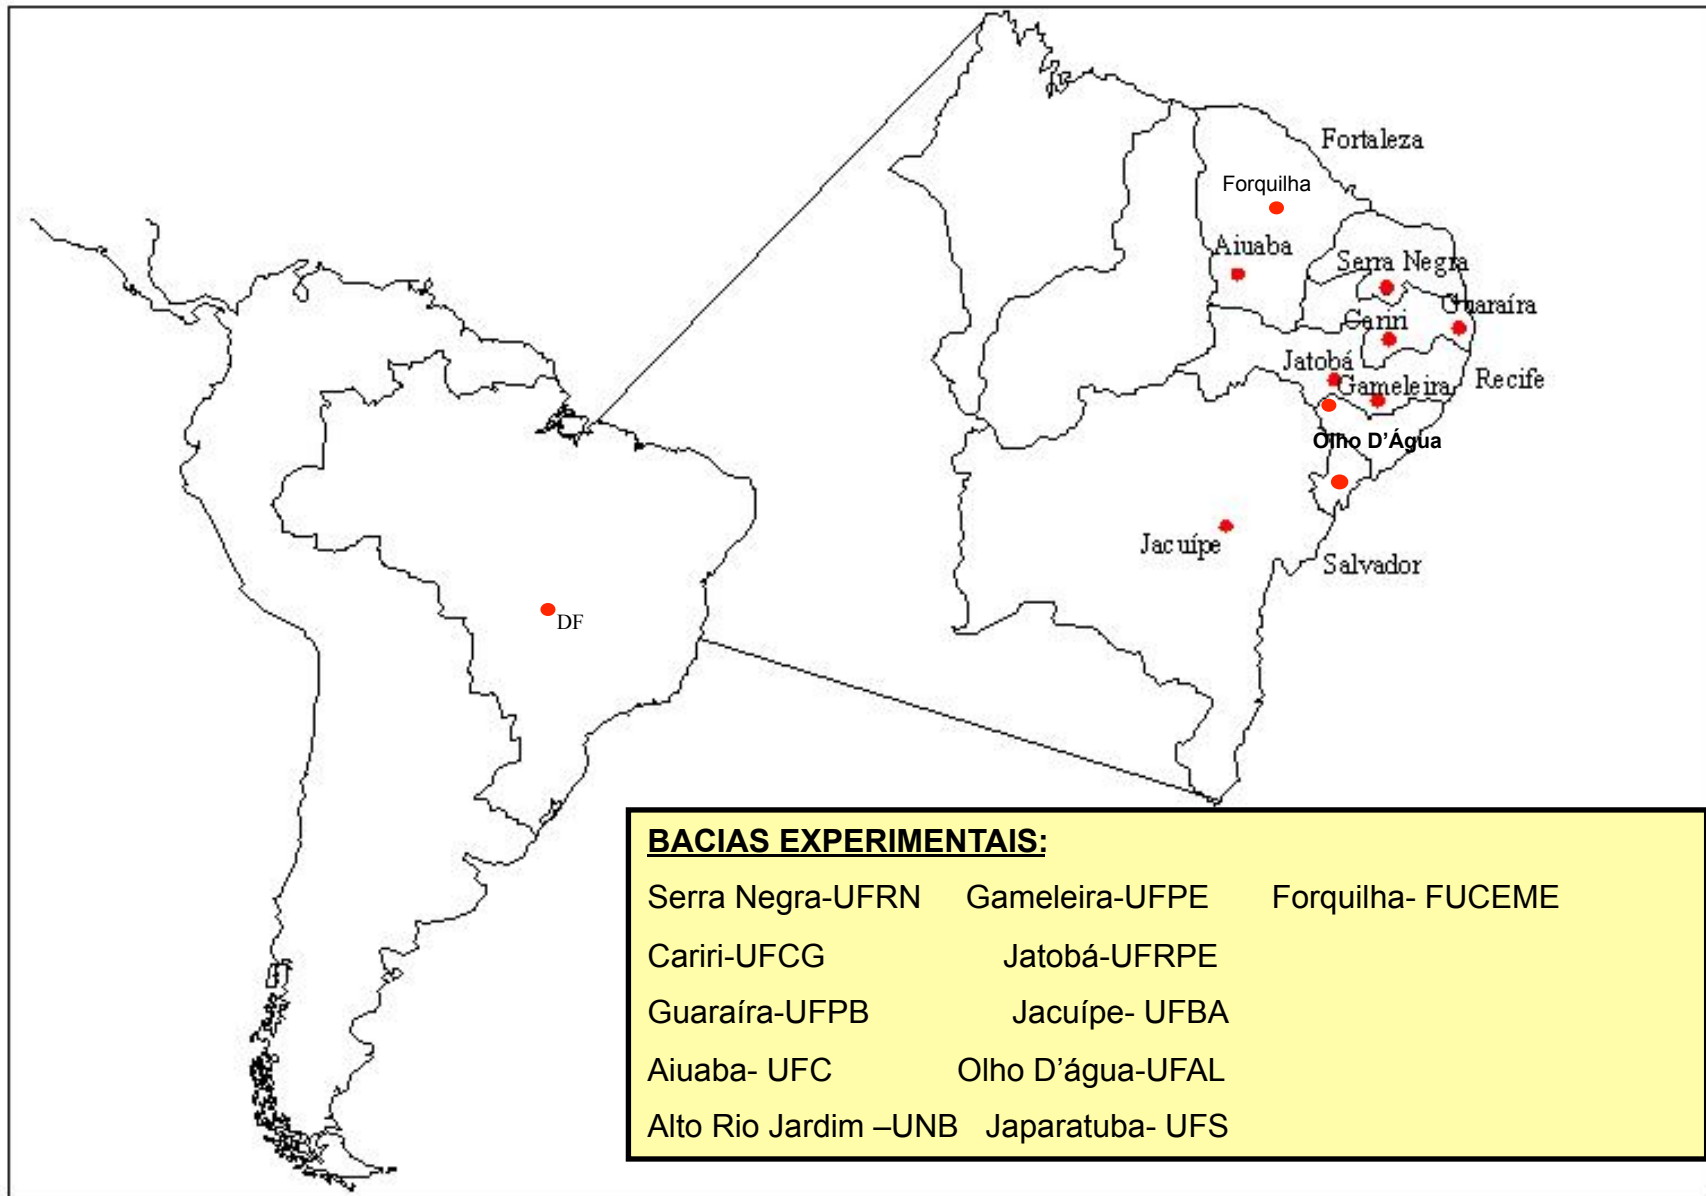 Fortaleza
Forquilha
Aiuaba
Serra Negra
Guaraíra
Cariri
Jatobá
Gameleira
Recife
Olho D'Água
Jacuípe
Salvador
DF
BACIAS EXPERIMENTAIS:
Serra Negra-UFRN Gameleira-UFPE Forquilha- FUCEME
Cariri-UFCG Jatobá-UFRPE
Guaraíra-UFPB Jacuípe- UFBA
Aiuaba- UFC Olho D’água-UFAL
Alto Rio Jardim –UNB Japaratuba- UFS